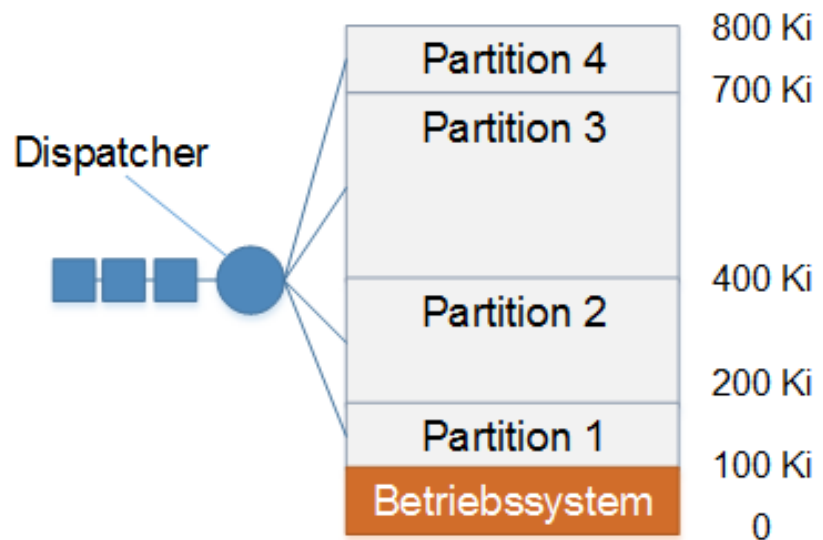 800 Ki
Partition 4
700 Ki
Partition 3
Dispatcher
400 Ki
Partition 2
200 Ki
Partition 1
100 Ki
Betriebssystem
0